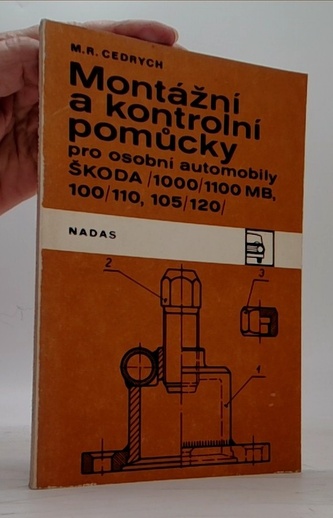 M.R. CEDRYCH
Montážní
a kontrolní
pomůcky
pro osobní automobily
ŠKODA /1000/1100 MB,
100/110, 105/120/
NADAS
2
3
1